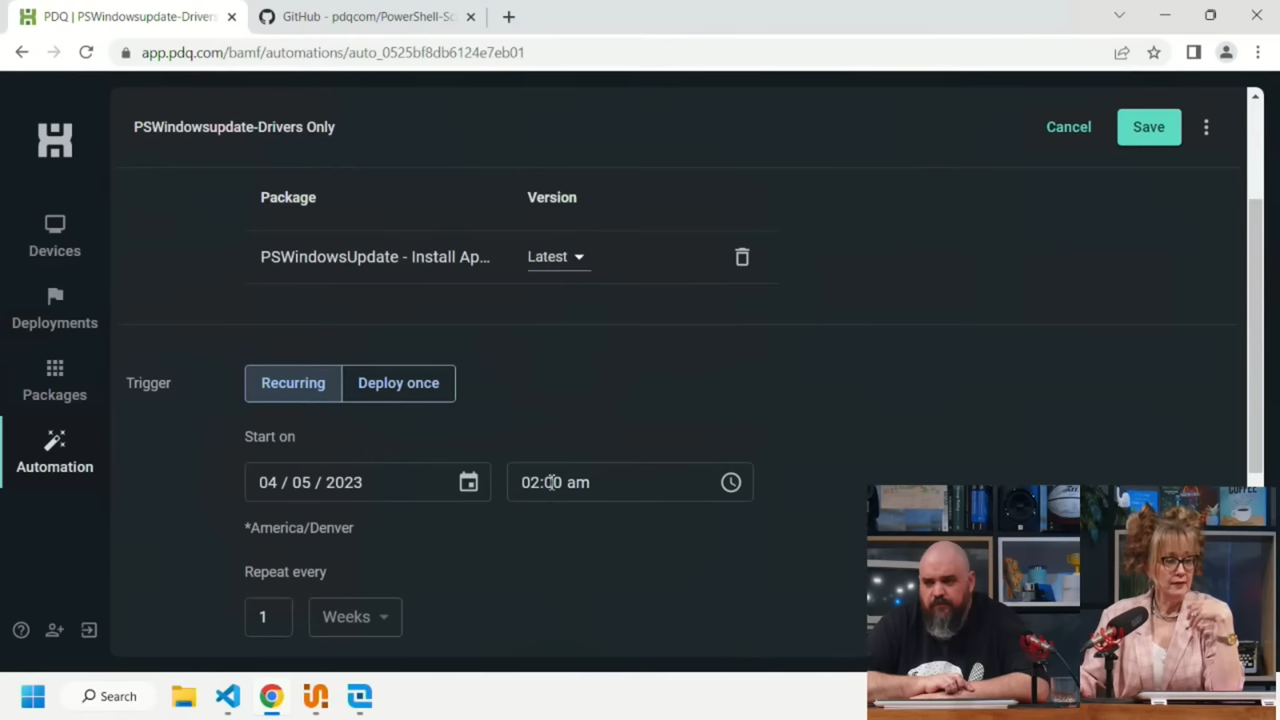 PDQ | PSWindowsupdate-Drivers
GitHub - pdqcom/PowerShell-Sc
app.pdq.com/bamf/automations/auto_0525bf8db6124e7eb01
PSWindowsupdate-Drivers Only
Cancel
Save
Devices
Deployments
Packages
Automation
Package
Version
PSWindowsUpdate - Install Ap...
Latest
Trigger
Recurring
Deploy once
Start on
04 / 05 / 2023
02:00 am
*America/Denver
Repeat every
1
Weeks
COFFEE
Search